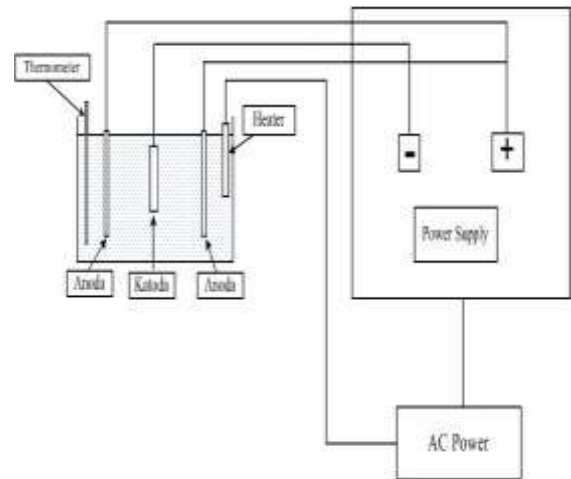 Thermometer
Heater
-
+
Power Supply
Anoda
Katoda
Anoda
AC Power